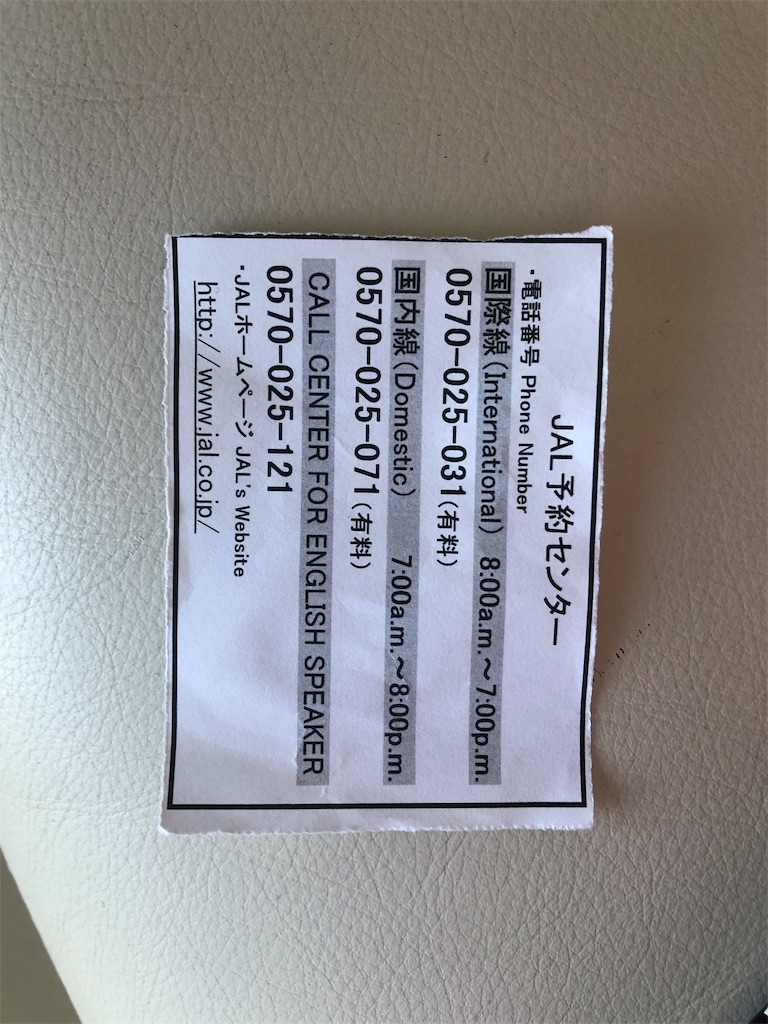 JAL予約センター
・電話番号 Phone Number
国際線(International) 8:00a.m.～7:00p.m.
0570-025-031(有料)
国内線(Domestic) 7:00a.m.～8:00p.m.
0570-025-071(有料)
CALL CENTER FOR ENGLISH SPEAKER
0570-025-121
・JALホームページ JAL's Website
http://www.jal.co.jp/